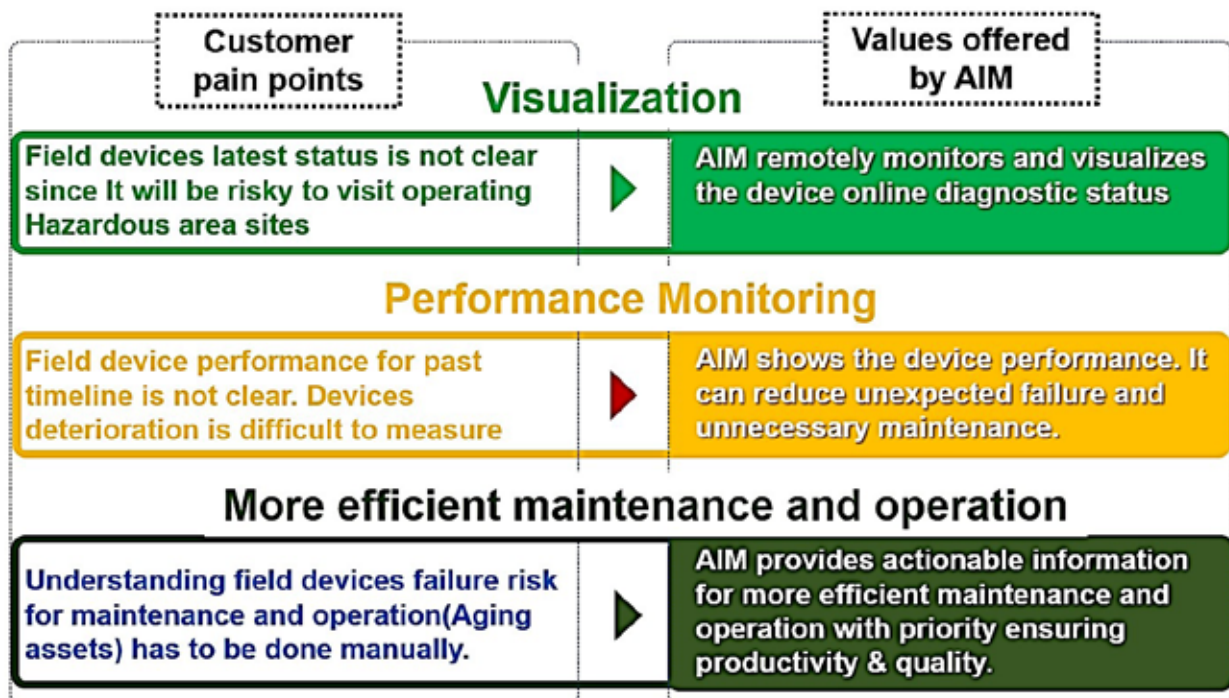 Customer
pain points
Values offered
by AIM
Visualization
Field devices latest status is not clear
since It will be risky to visit operating
Hazardous area sites
AIM remotely monitors and visualizes
the device online diagnostic status
Performance Monitoring
Field device performance for past
timeline is not clear. Devices
deterioration is difficult to measure
AIM shows the device performance. It
can reduce unexpected failure and
unnecessary maintenance.
More efficient maintenance and operation
Understanding field devices failure risk
for maintenance and operation(Aging
assets) has to be done manually.
AIM provides actionable information
for more efficient maintenance and
operation with priority ensuring
productivity & quality.